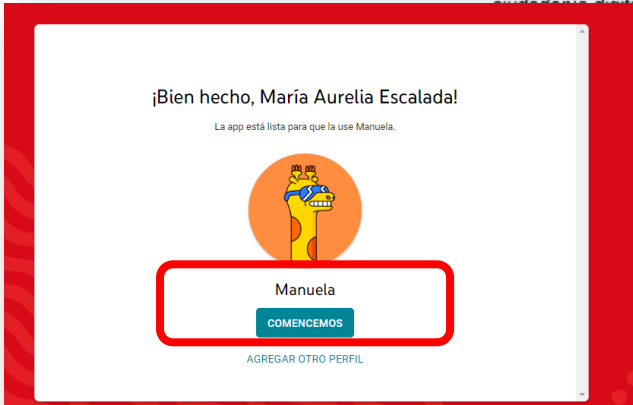 ¡Bien hecho, María Aurelia Escalada!
La app está lista para que la use Manuela.
Manuela
COMENCEMOS
AGREGAR OTRO PERFIL